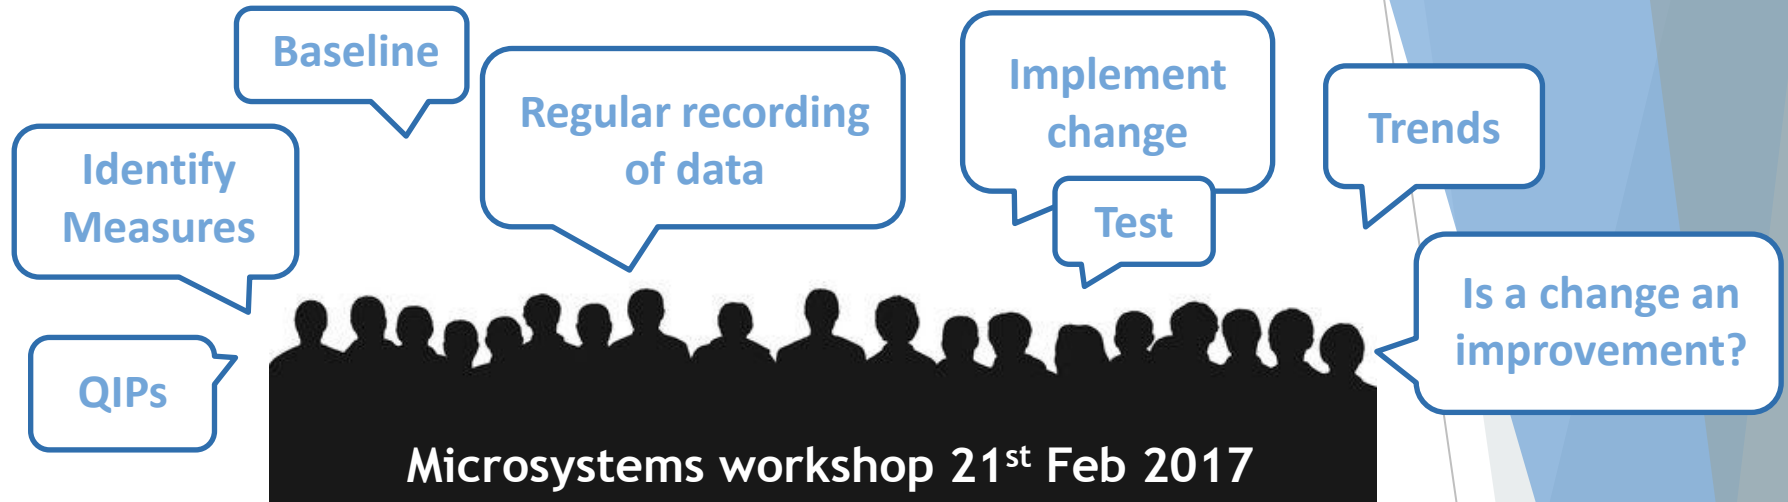 Baseline
Identify
Measures
QIPs
Regular recording
of data
Implement
change
Test
Trends
Is a change an
improvement?
Microsystems workshop 21st Feb 2017